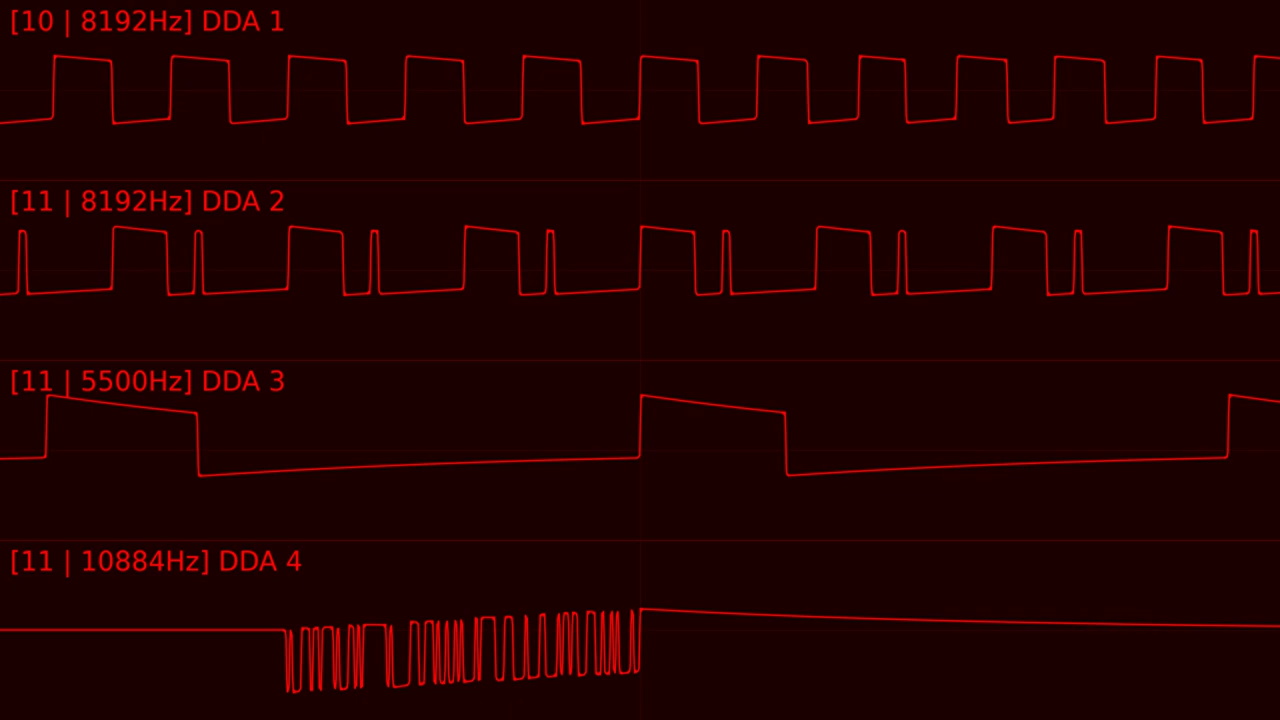 [10 | 8192Hz] DDA 1
[11 | 8192Hz] DDA 2
[11 | 5500Hz] DDA 3
[11 | 10884Hz] DDA 4